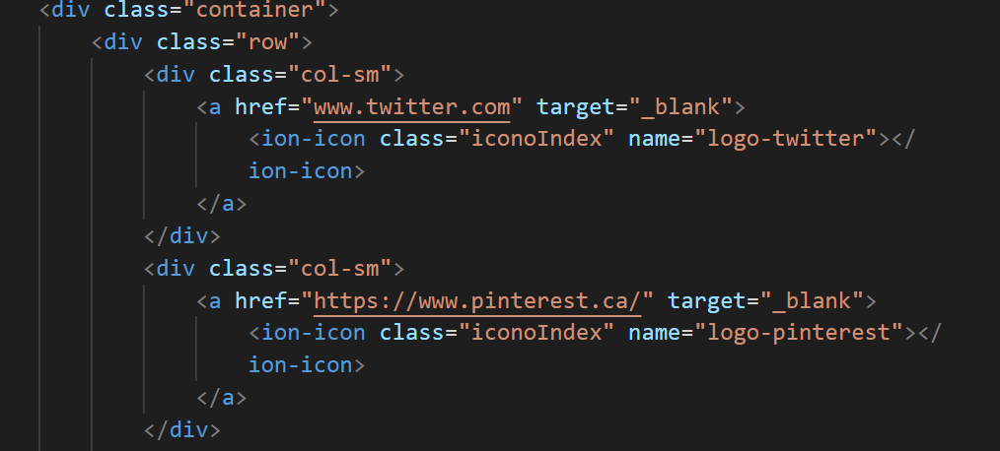 <div class="container">
<div class="row">
<div class="col-sm">
<a href="www.twitter.com" target="_blank">
<ion-icon class="iconoIndex" name="logo-twitter"></
ion-icon>
</a>
</div>
<div class="col-sm">
<a href="https://www.pinterest.ca/" target="_blank">
<ion-icon class="iconoIndex" name="logo-pinterest"></
ion-icon>
</a>
</div>